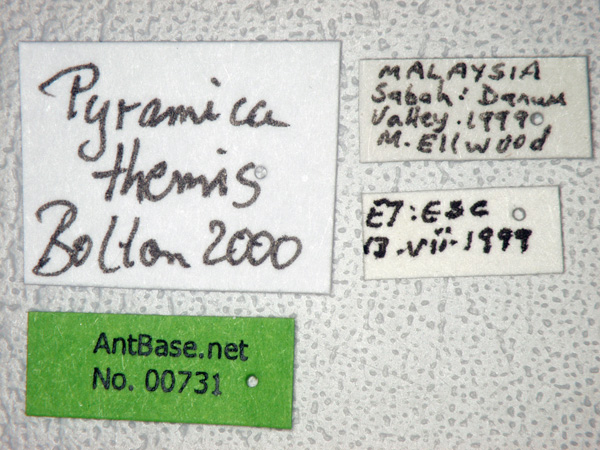 Pyramica
themis
Bolton 2000
MALAYSIA
Sabah: Danum
Valley. 1999
M. Ellwood
E7: E3C
13.vii.1999
AntBase.net
No. 00731